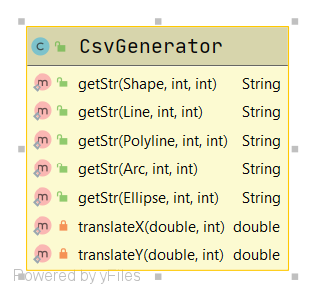 C CsvGenerator
m getStr(Shape, int, int) String
m getStr(Line, int, int) String
m getStr(Polyline, int, int) String
m getStr(Arc, int, int) String
m getStr(Ellipse, int, int) String
m translateX(double, int) double
m translateY(double, int) double
Powered by yFiles